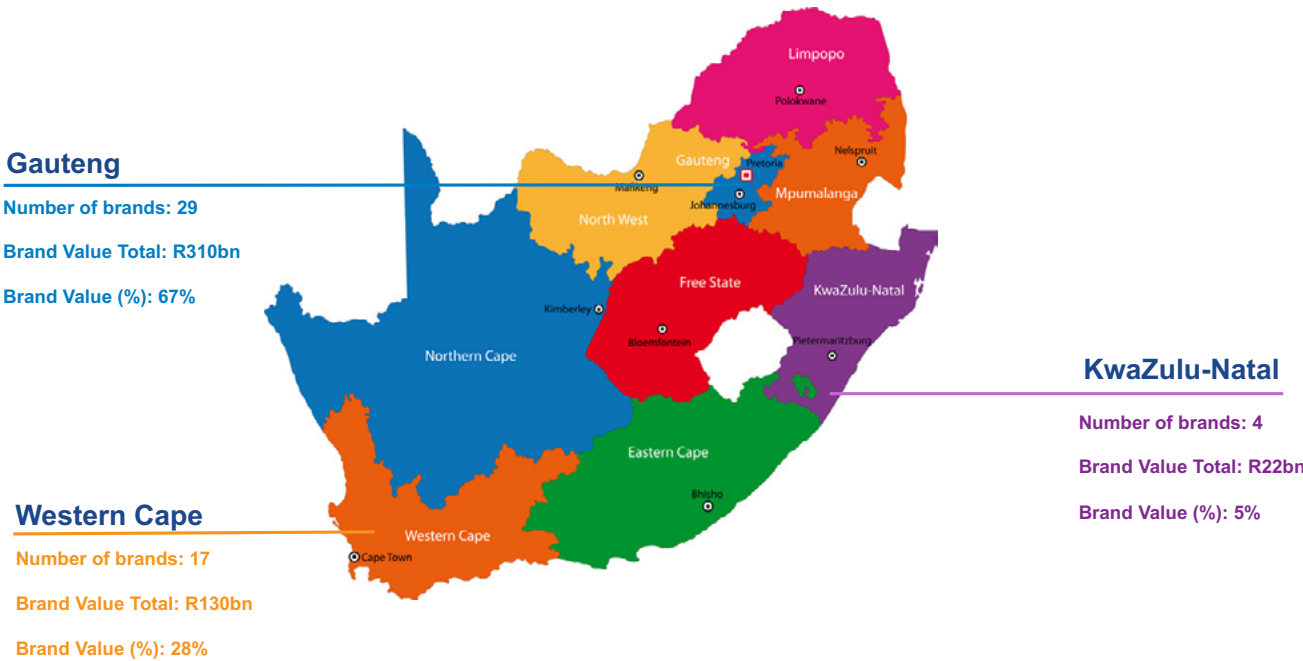 Limpopo
Polokwane
Gauteng
Pretoria
Nelspruit
Mafikeng
Johannesburg
Mpumalanga
North West
Free State
KwaZulu-Natal
Kimberley
Bloemfontein
Pietermaritzburg
Northern Cape
Eastern Cape
Bhisho
Western Cape
Cape Town
Gauteng
Number of brands: 29
Brand Value Total: R310bn
Brand Value (%): 67%
KwaZulu-Natal
Number of brands: 4
Brand Value Total: R22bn
Brand Value (%): 5%
Western Cape
Number of brands: 17
Brand Value Total: R130bn
Brand Value (%): 28%